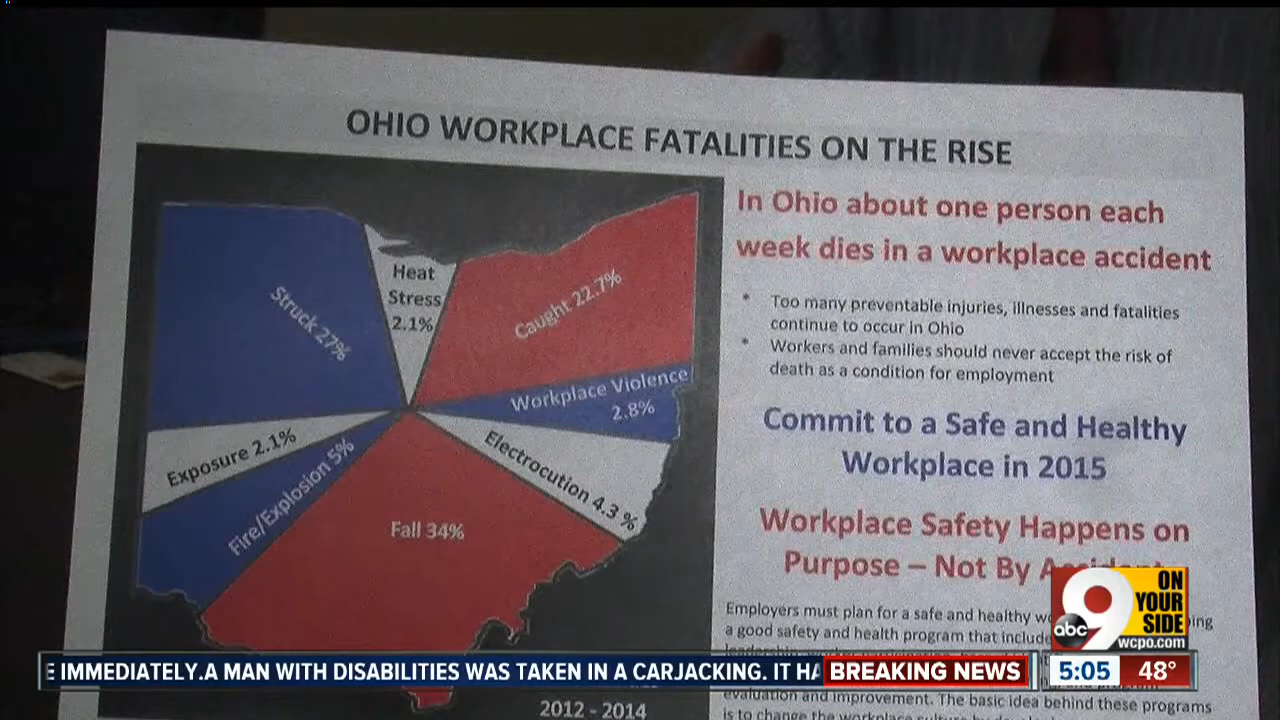 OHIO WORKPLACE FATALITIES ON THE RISE
Struck 27%
Heat
Stress
2.1%
Caught 22.7%
Workplace Violence
2.8%
Electrocution 4.3 %
Fall 34%
Fire/Explosion 5%
Exposure 2.1%
2012 - 2014
In Ohio about one person each
week dies in a workplace accident
* Too many preventable injuries, illnesses and fatalities
continue to occur in Ohio
* Workers and families should never accept the risk of
death as a condition for employment
Commit to a Safe and Healthy
Workplace in 2015
Workplace Safety Happens on
Purpose – Not By Accident
Employers must plan for a safe and healthy
a good safety and health program that include
evaluation and improvement. The basic idea behind these programs
is to change the workplace culture by
9
abc
ON
YOUR
SIDE
wcpo.com
E IMMEDIATELY.A MAN WITH DISABILITIES WAS TAKEN IN A CARJACKING. IT HA
BREAKING NEWS
5:05 48°